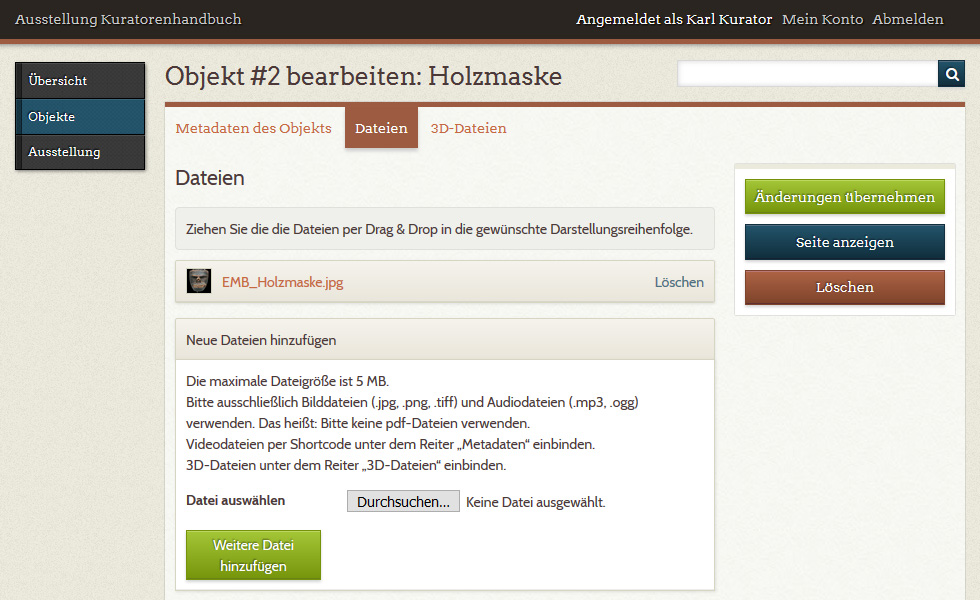 Ausstellung Kuratorenhandbuch
Angemeldet als Karl Kurator Mein Konto Abmelden
Übersicht
Objekte
Ausstellung
Objekt #2 bearbeiten: Holzmaske
Metadaten des Objekts Dateien 3D-Dateien
Dateien
Ziehen Sie die die Dateien per Drag & Drop in die gewünschte Darstellungsreihenfolge.
EMB_Holzmaske.jpg Löschen
Neue Dateien hinzufügen
Die maximale Dateigröße ist 5 MB.
Bitte ausschließlich Bilddateien (.jpg, .png, .tiff) und Audiodateien (.mp3, .ogg)
verwenden. Das heißt: Bitte keine pdf-Dateien verwenden.
Videodateien per Shortcode unter dem Reiter „Metadaten“ einbinden.
3D-Dateien unter dem Reiter „3D-Dateien“ einbinden.
Datei auswählen Durchsuchen... Keine Datei ausgewählt.
Weitere Datei
hinzufügen
Änderungen übernehmen
Seite anzeigen
Löschen